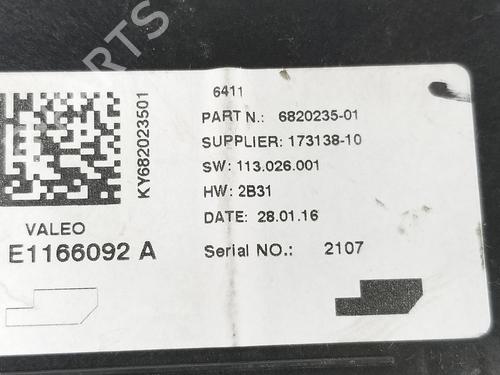 PARTS
6411
PART N.: 6820235-01
SUPPLIER: 173138-10
SW: 113.026.001
HW: 2B31
DATE: 28.01.16
Serial NO.: 2107
KY682023501
VALEO
E1166092 A